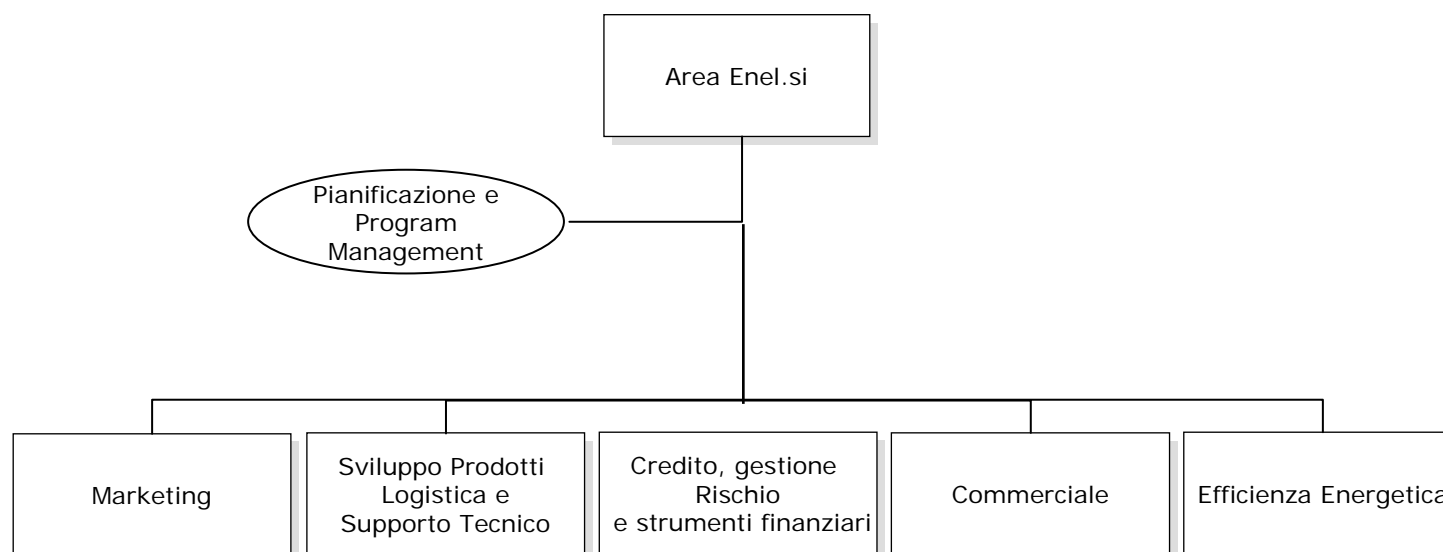 Area Enel.si
Pianificazione e
Program
Management
Marketing
Sviluppo Prodotti
Logistica e
Supporto Tecnico
Credito, gestione
Rischio
e strumenti finanziari
Commerciale
Efficienza Energetica